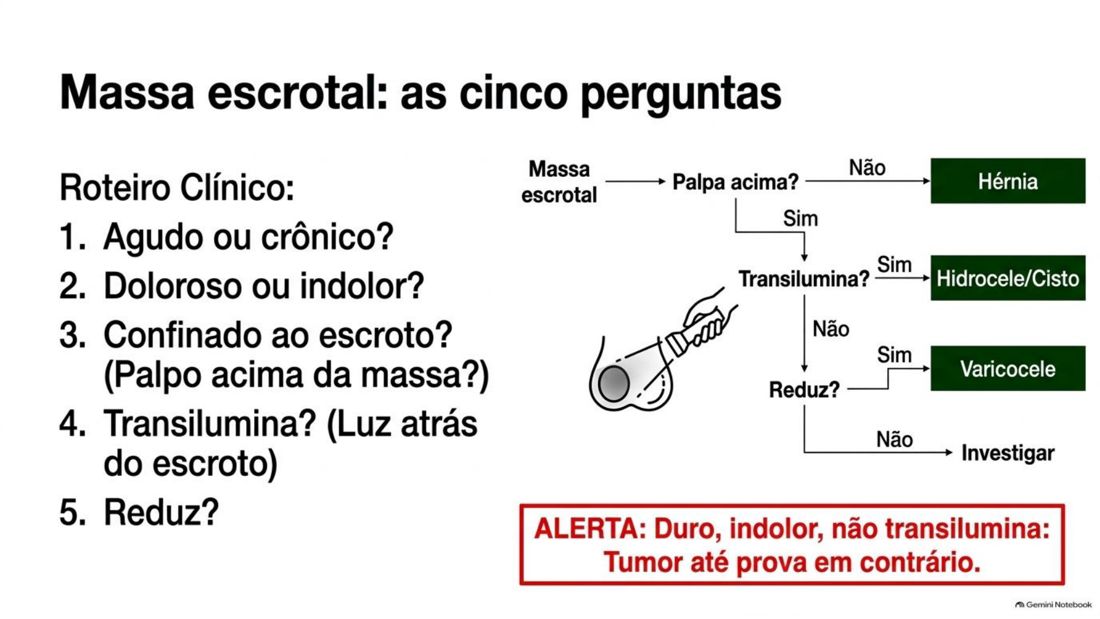 Massa escrotal: as cinco perguntas
Roteiro Clínico:
1. Agudo ou crônico?
2. Doloroso ou indolor?
3. Confinado ao escroto?
(Palpo acima da massa?)
4. Transilumina? (Luz atrás
do escroto)
5. Reduz?
Massa
escrotal
Palpa acima?
Não
Hérnia
Sim
Transilumina?
Sim
Hidrocele/Cisto
Não
Reduz?
Sim
Varicocele
Não
Investigar
ALERTA: Duro, indolor, não transilumina:
Tumor até prova em contrário.
Gemini Notebook